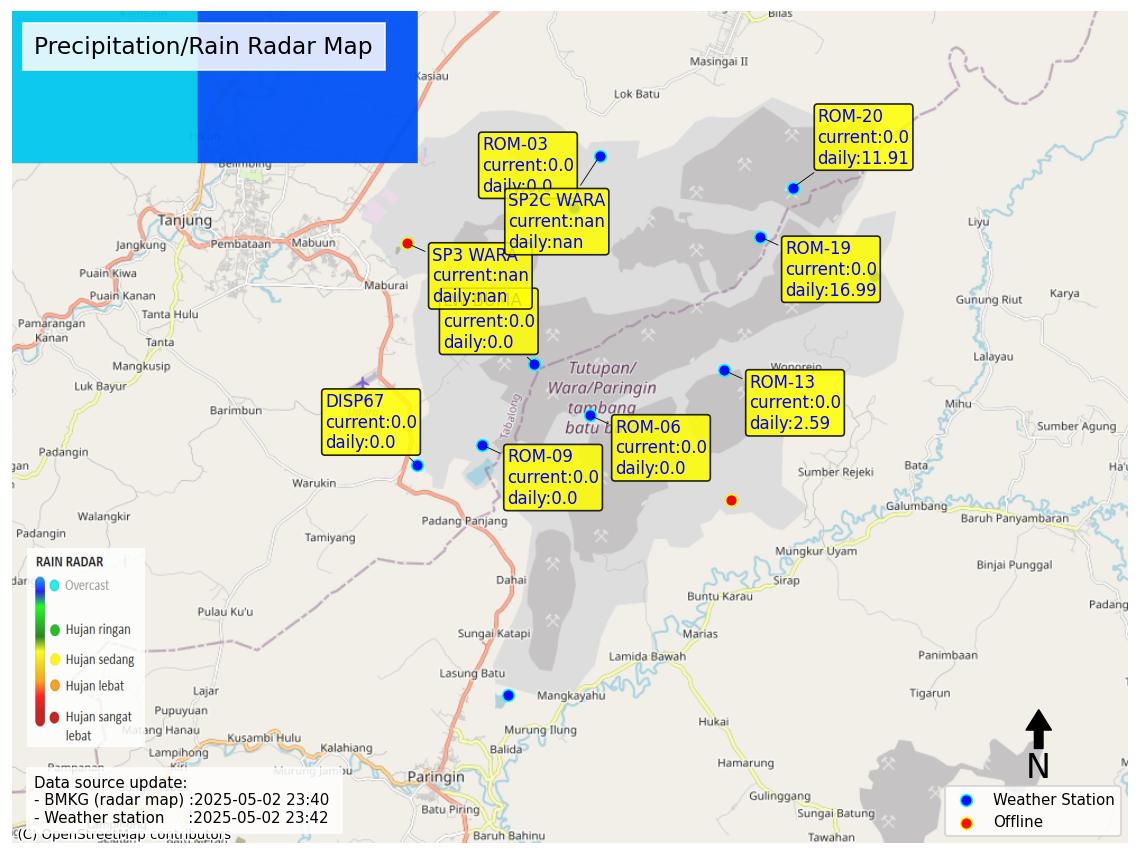 Precipitation/Rain Radar Map
Bilas
Masingai II
Kasiau
Lok Batu
Belimbing
ROM-20
current:0.0
daily:11.91
ROM-03
current:0.0
daily:0.0
SP2C WARA
current:nan
daily:nan
Tanjung
Jangkung
Pembataan
Mabuun
Liyu
ROM-19
current:0.0
daily:16.99
SP3 WARA
current:nan
daily:nan
current:0.0
daily:0.0
Puain Kiwa
Maburai
Puain Kanan
Tanta Hulu
Gunung Riut
Karya
Pamarangan
Kanan
Tanta
Mangkusip
Luk Bayur
Lalayau
Wonorejo
Tutupan/
Wara/Paringin
tambang
batu b
Tabalong
ROM-13
current:0.0
daily:2.59
DISP67
current:0.0
daily:0.0
ROM-06
current:0.0
daily:0.0
ROM-09
current:0.0
daily:0.0
Barimbun
Mihu
Sumber Agung
Padangin
Warukin
Bata
Sumber Rejeki
Galumbang
Walangkir
Padang Panjang
Baruh Panyambaran
Padangin
Tamiyang
Mungkur Uyam
Binjai Punggal
Dahai
Sirap
Buntu Karau
Padang
Pulau Ku'u
Sungai Katapi
Marias
Lamida Bawah
Panimbaan
Lasung Batu
Lajar
Mangkayahu
Tigarun
Pupuyuan
Hukai
Matang Hanau
Kusambi Hulu
Murung Ilung
Lampihong
Kalahiang
Balida
Hamarung
Murung Jambu
Paringin
Gulinggang
Batu Piring
Sungai Batung
Baruh Bahinu
Tawahan
RAIN RADAR
Overcast
Hujan ringan
Hujan sedang
Hujan lebat
Hujan sangat
lebat
Data source update:
- BMKG (radar map) :2025-05-02 23:40
- Weather station :2025-05-02 23:42
(C) OpenStreetMap contributors
N
Weather Station
Offline